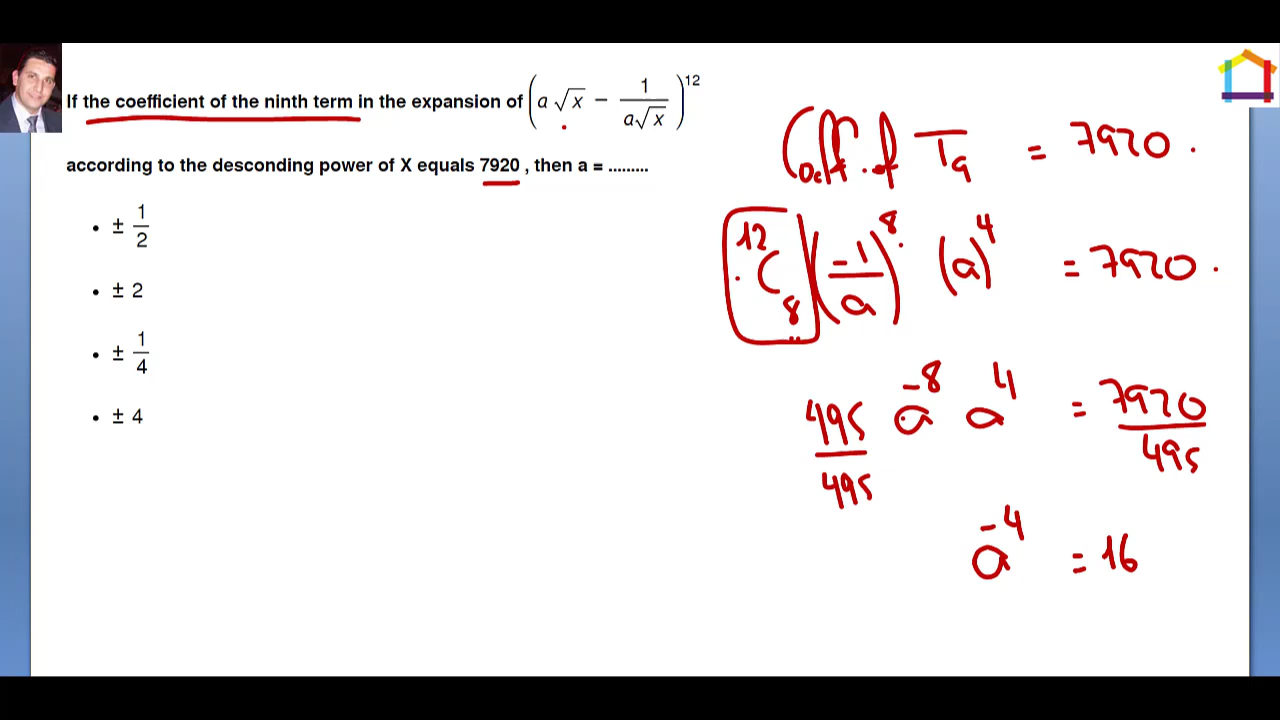 If the coefficient of the ninth term in the expansion of (a √x − 1/(a√x))^12
according to the desconding power of X equals 7920 , then a = .........
• ± 1/2
• ± 2
• ± 1/4
• ± 4
Coeff. of T9 = 7920.
12C8 (-1/a)^8 (a)^4 = 7920.
495/495 a^-8 a^4 = 7920/495
a^-4 = 16